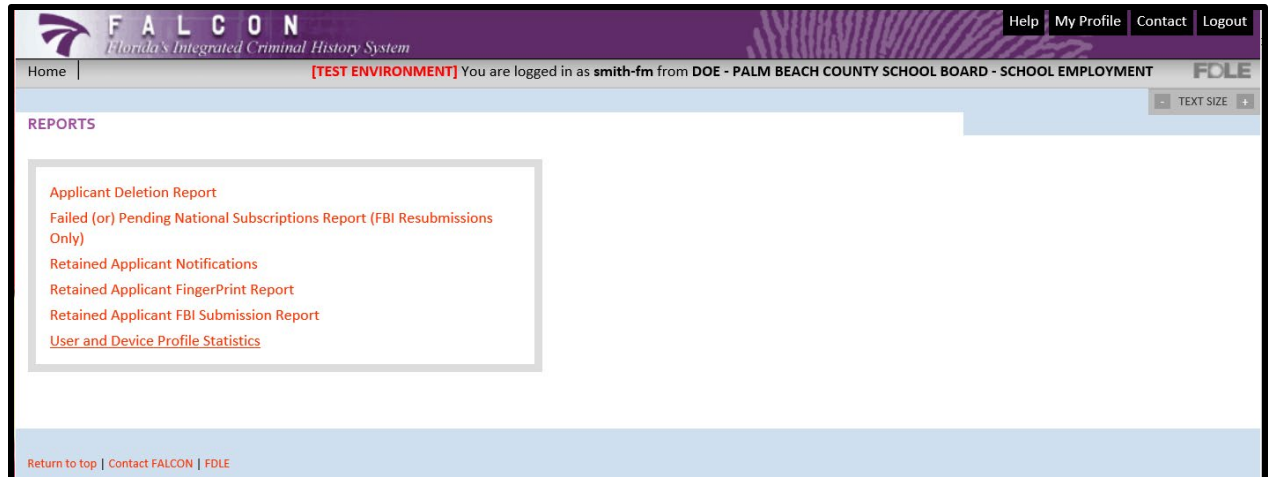 F A L C O N
Help My Profile Contact Logout
Florida's Integrated Criminal History System
Home | [TEST ENVIRONMENT] You are logged in as smith-fm from DOE - PALM BEACH COUNTY SCHOOL BOARD - SCHOOL EMPLOYMENT FDLE
- TEXT SIZE +
REPORTS
Applicant Deletion Report
Failed (or) Pending National Subscriptions Report (FBI Resubmissions
Only)
Retained Applicant Notifications
Retained Applicant FingerPrint Report
Retained Applicant FBI Submission Report
User and Device Profile Statistics
Return to top | Contact FALCON | FDLE